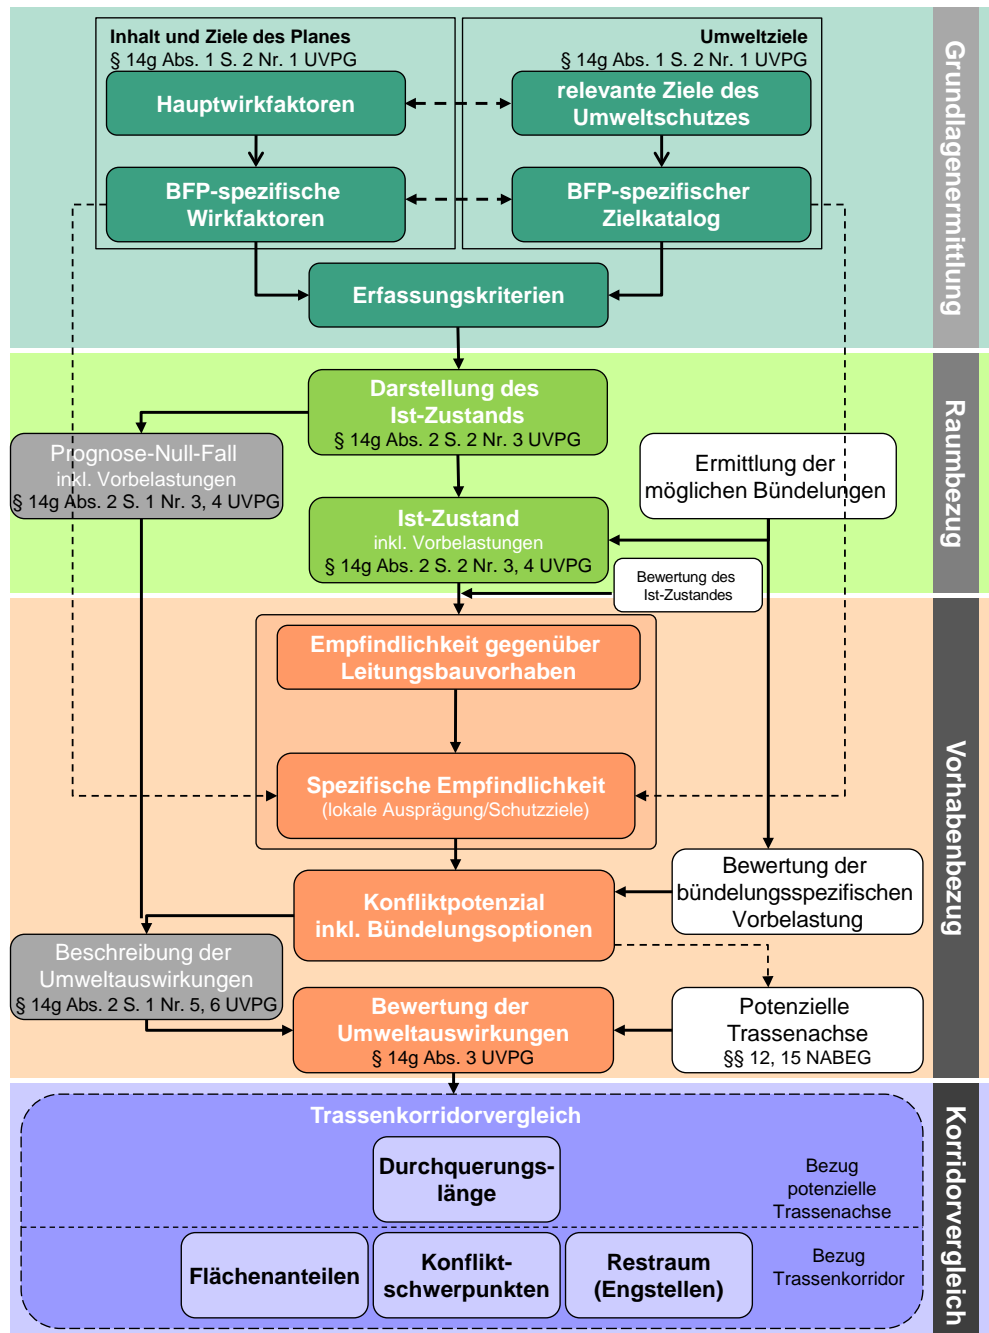 Inhalt und Ziele des Planes
§ 14g Abs. 1 S. 2 Nr. 1 UVPG
Umweltziele
§ 14g Abs. 1 S. 2 Nr. 1 UVPG
Hauptwirkfaktoren
relevante Ziele des
Umweltschutzes
BFP-spezifische
Wirkfaktoren
BFP-spezifischer
Zielkatalog
Erfassungskriterien
Grundlagenermittlung
Darstellung des
Ist-Zustands
§ 14g Abs. 2 S. 2 Nr. 3 UVPG
Prognose-Null-Fall
inkl. Vorbelastungen
§ 14g Abs. 2 S. 1 Nr. 3, 4 UVPG
Ermittlung der
möglichen Bündelungen
Ist-Zustand
inkl. Vorbelastungen
§ 14g Abs. 2 S. 2 Nr. 3, 4 UVPG
Bewertung des
Ist-Zustandes
Raumbezug
Empfindlichkeit gegenüber
Leitungsbauvorhaben
Spezifische Empfindlichkeit
(lokale Ausprägung/Schutzziele)
Konfliktpotenzial
inkl. Bündelungsoptionen
Bewertung der
bündelungsspezifischen
Vorbelastung
Beschreibung der
Umweltauswirkungen
§ 14g Abs. 2 S. 1 Nr. 5, 6 UVPG
Bewertung der
Umweltauswirkungen
§ 14g Abs. 3 UVPG
Potenzielle
Trassenachse
§§ 12, 15 NABEG
Vorhabenbezug
Trassenkorridorvergleich
Durchquerungs-
länge
Bezug
potenzielle
Trassenachse
Flächenanteilen
Konflikt-
schwerpunkten
Restraum
(Engstellen)
Bezug
Trassenkorridor
Korridorvergleich